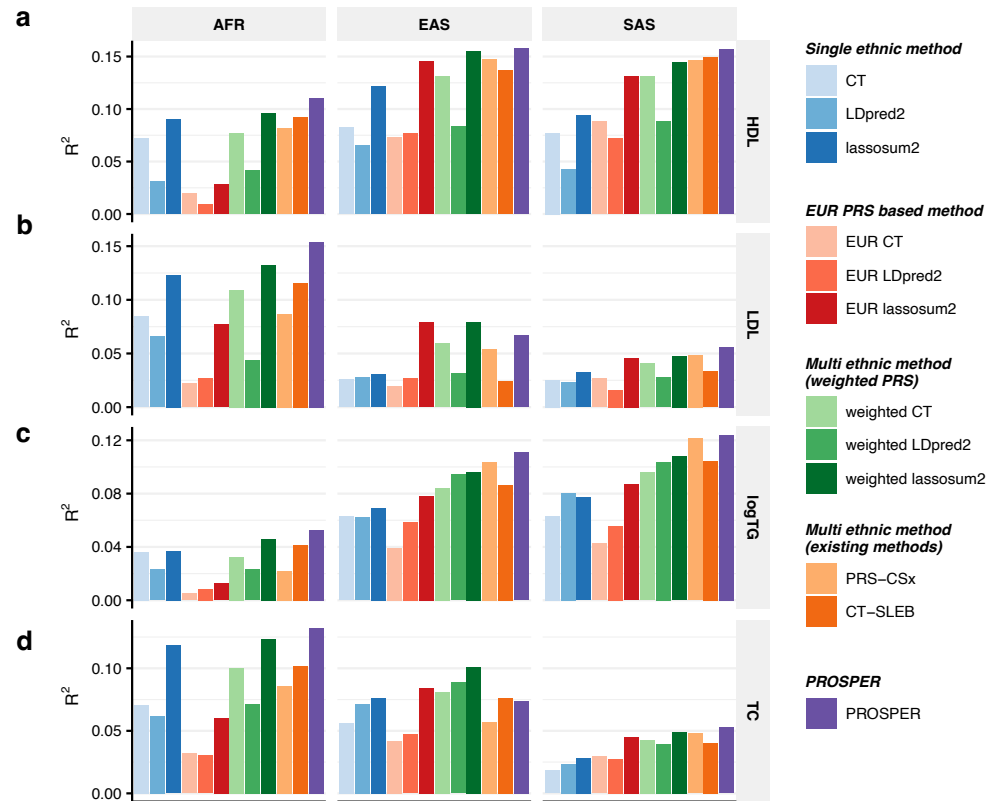 a
AFR
EAS
SAS
0.15
0.10
0.05
0.00
R2
HDL
b
0.15
0.10
0.05
0.00
R2
LDL
c
0.12
0.08
0.04
0.00
R2
logTG
d
0.10
0.05
0.00
R2
TC
Single ethnic method
CT
LDpred2
lassosum2
EUR PRS based method
EUR CT
EUR LDpred2
EUR lassosum2
Multi ethnic method
(weighted PRS)
weighted CT
weighted LDpred2
weighted lassosum2
Multi ethnic method
(existing methods)
PRS−CSx
CT−SLEB
PROSPER
PROSPER